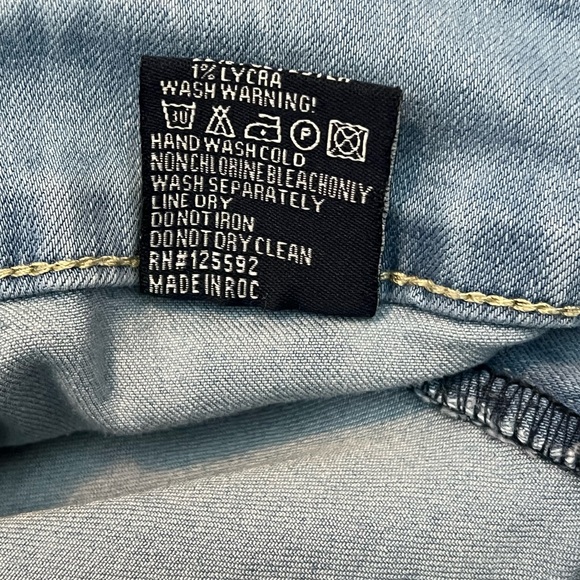 1% LYCRA
WASH WARNING!
30 P
HAND WASH COLD
NON CHLORINE BLEACH ONLY
WASH SEPARATELY
LINE DRY
DO NOT IRON
DO NOT DRY CLEAN
RN#125592
MADE IN ROC